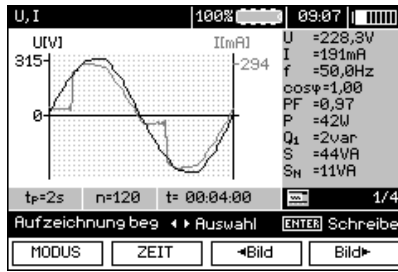 U,I 100% 09:07
U[V] I[mA]
315 294
0
U =228,3V
I =191mA
f =50,0Hz
cosφ=1,00
PF =0,97
P =42W
Q₁ =2var
S =44VA
Sɴ =11VA
tₚ=2s n=120 t= 00:04:00 1/4
Aufzeichnung beg Auswahl ENTER Schreibe
MODUS ZEIT ◄Bild Bild►